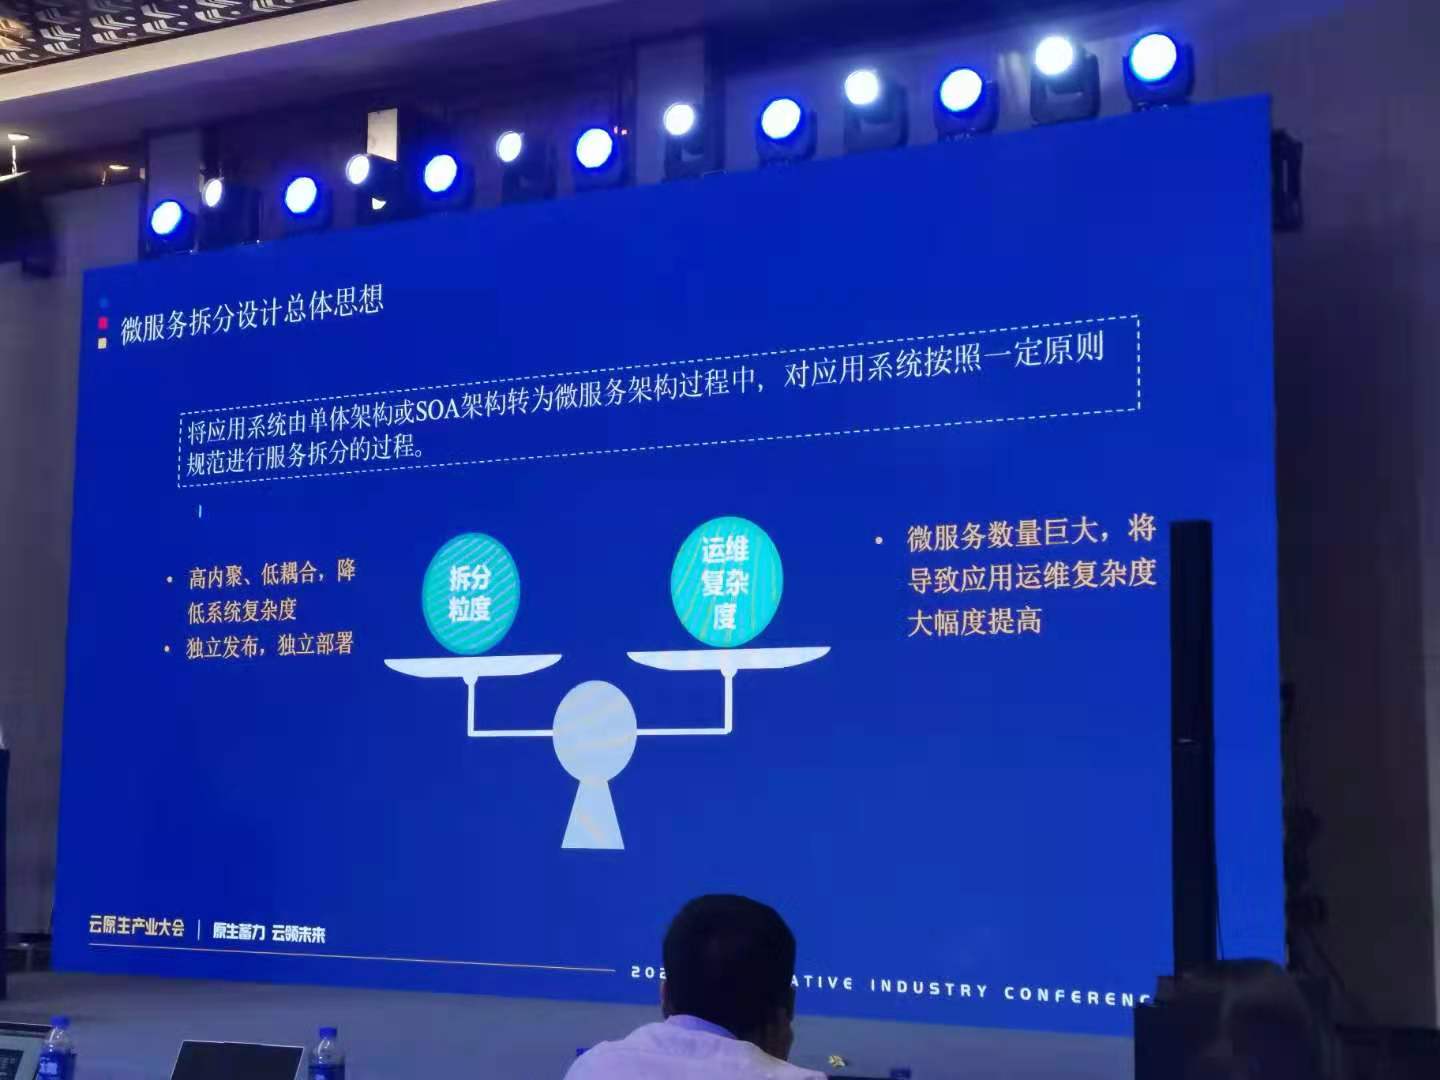 微服务拆分设计总体思想
将应用系统由单体架构或SOA架构转为微服务架构过程中，对应用系统按照一定原则
规范进行服务拆分的过程。
• 高内聚、低耦合，降
低系统复杂度
• 独立发布，独立部署
拆分
粒度
运维
复杂
度
• 微服务数量巨大，将
导致应用运维复杂度
大幅度提高
云原生产业大会 | 原生蓄力 云领未来
INDUSTRY